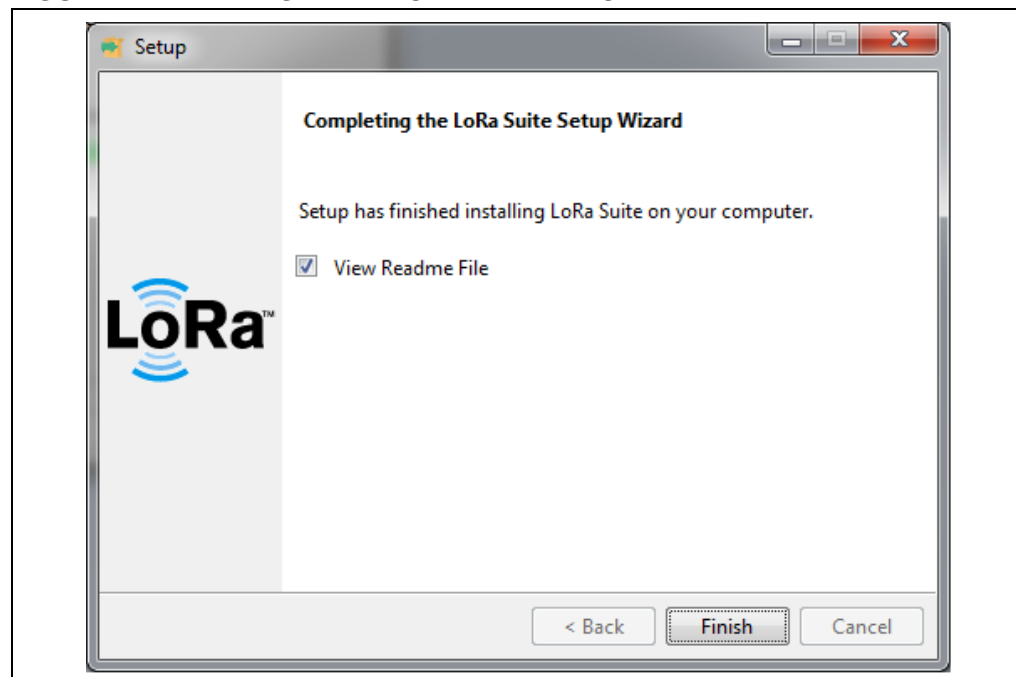 Setup
Completing the LoRa Suite Setup Wizard
Setup has finished installing LoRa Suite on your computer.
View Readme File
LoRa™
< Back Finish Cancel